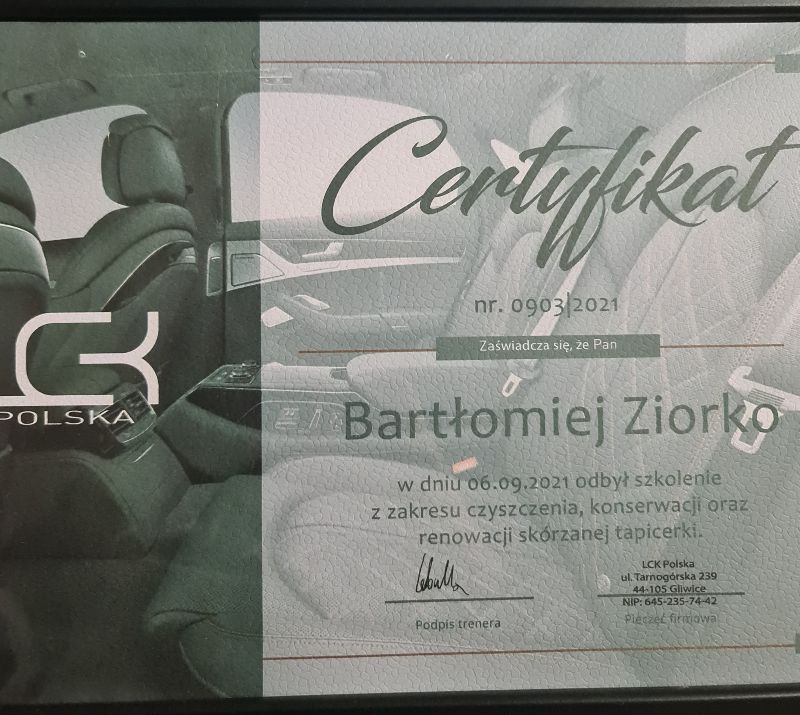 Certyfikat
nr. 0903|2021
Zaświadcza się, że Pan
LCK
POLSKA
Bartłomiej Ziorko
w dniu 06.09.2021 odbył szkolenie
z zakresu czyszczenia, konserwacji oraz
renowacji skórzanej tapicerki.
LCK Polska
ul. Tarnogórska 239
44-105 Gliwice
NIP: 645-235-74-42
Podpis trenera
Pieczęć firmowa